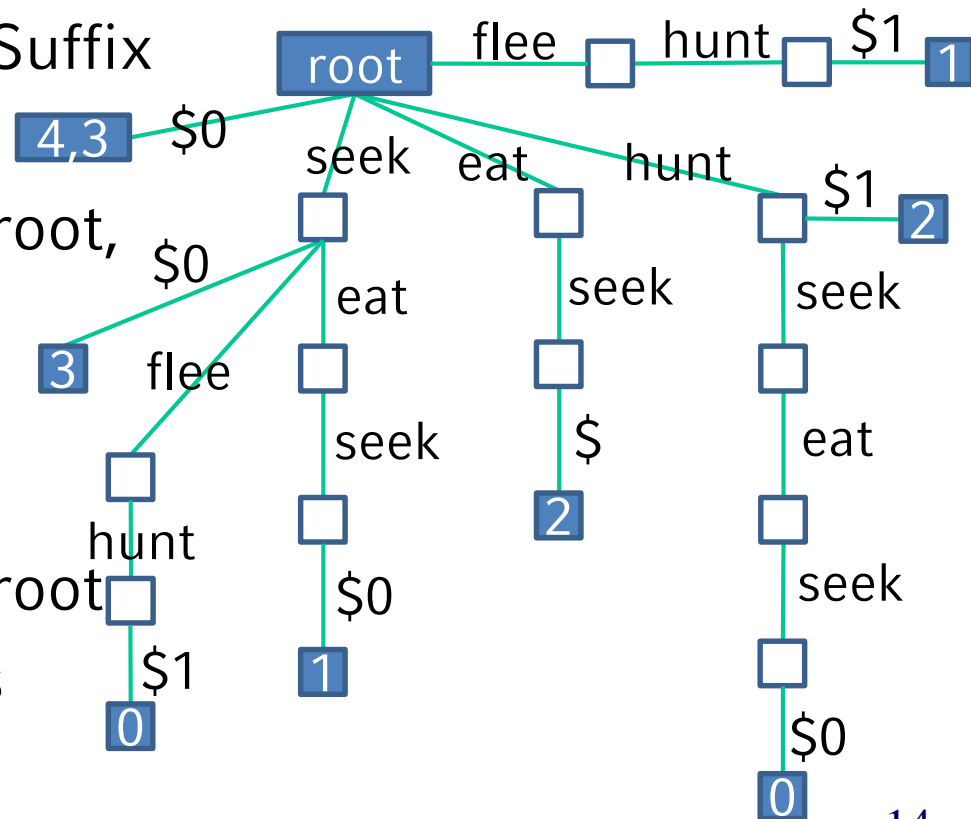 Suffix
root
flee
hunt
$1
1
4,3
$0
seek
eat
hunt
$1
2
root,
$0
eat
seek
seek
3
flee
seek
$
eat
2
hunt
root
$0
seek
s
$1
1
0
$0
0
14